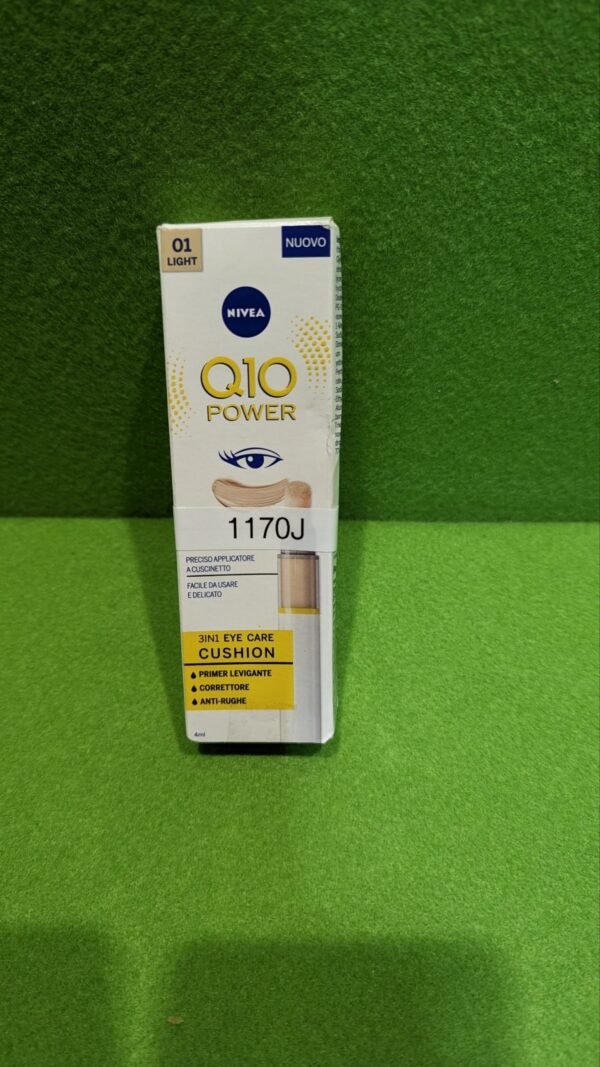 01
LIGHT
NUOVO
NIVEA
Q10
POWER
1170J
PRECISO APPLICATORE
A CUSCINETTO
FACILE DA USARE
E DELICATO
3IN1 EYE CARE
CUSHION
PRIMER LEVIGANTE
CORRETTORE
ANTI-RUGHE
4ml